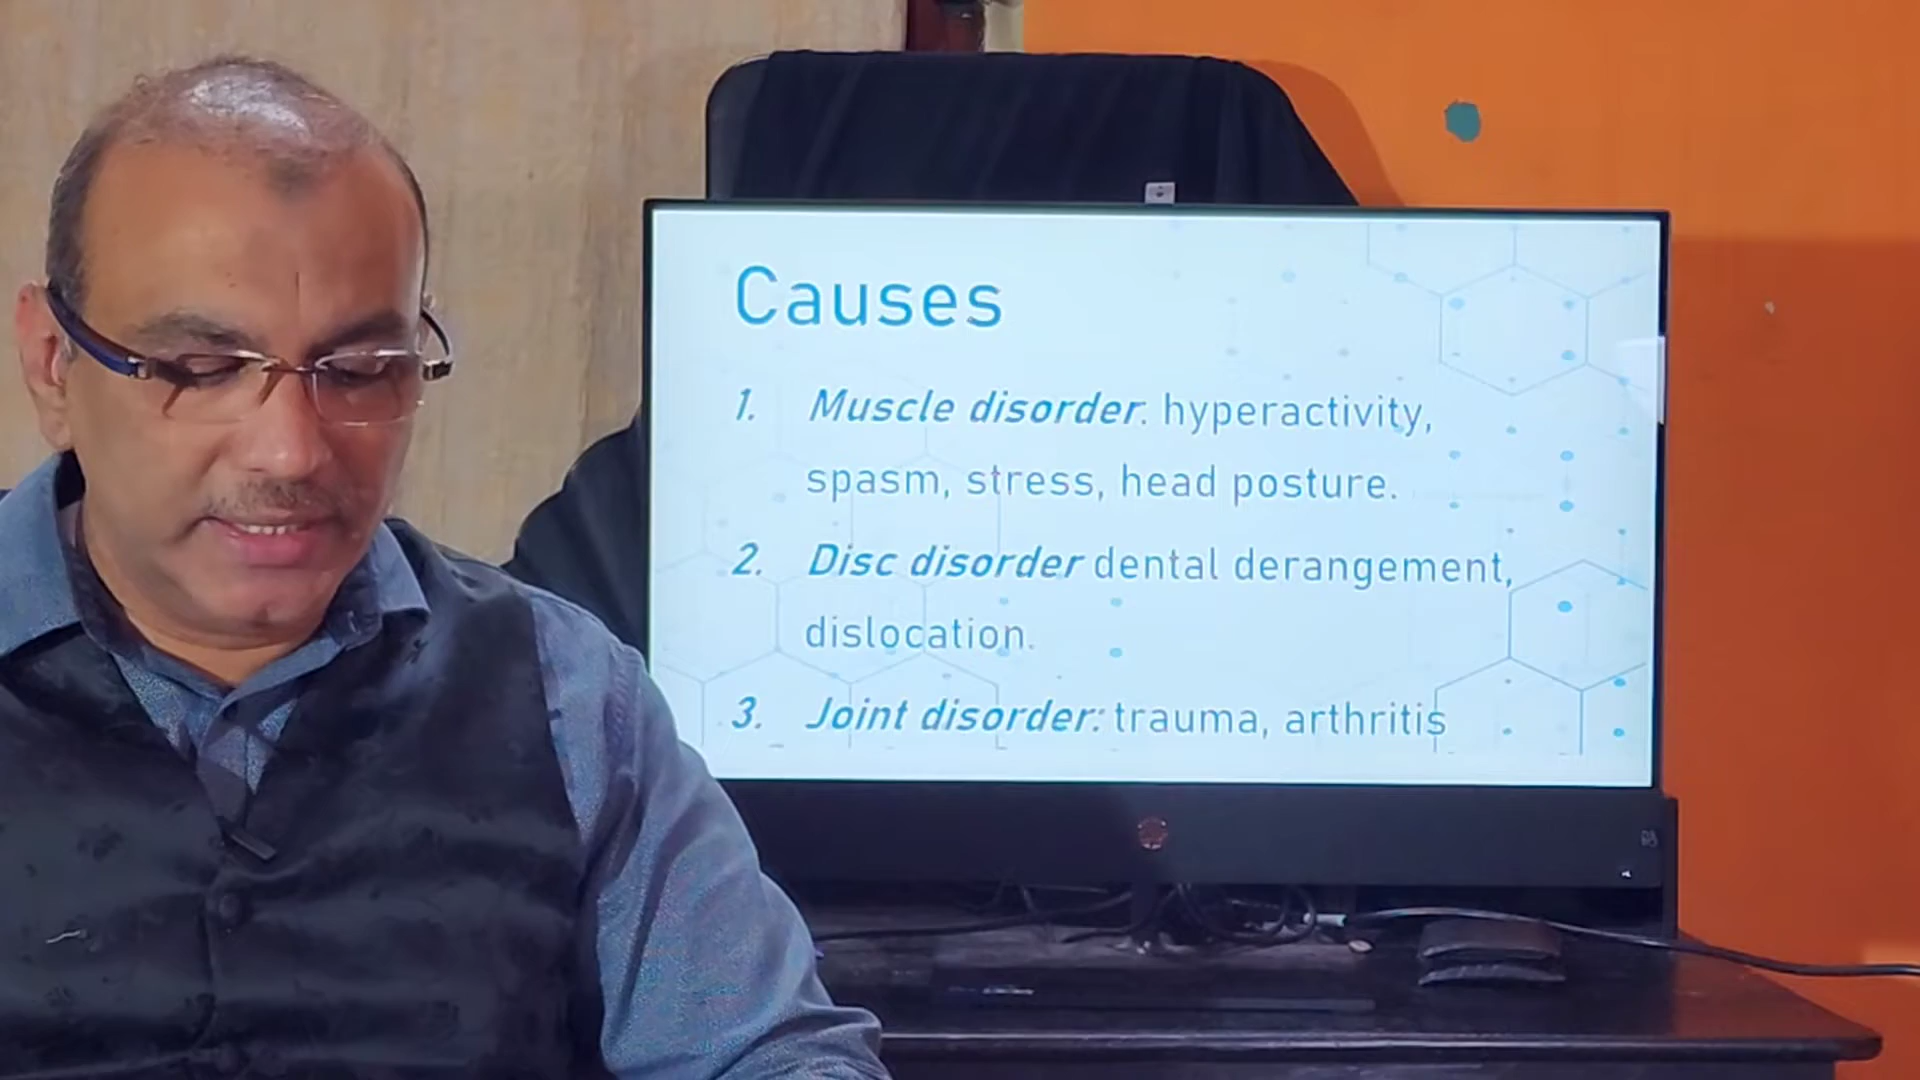 Causes
1. Muscle disorder: hyperactivity,
spasm, stress, head posture.
2. Disc disorder dental derangement,
dislocation.
3. Joint disorder: trauma, arthritis